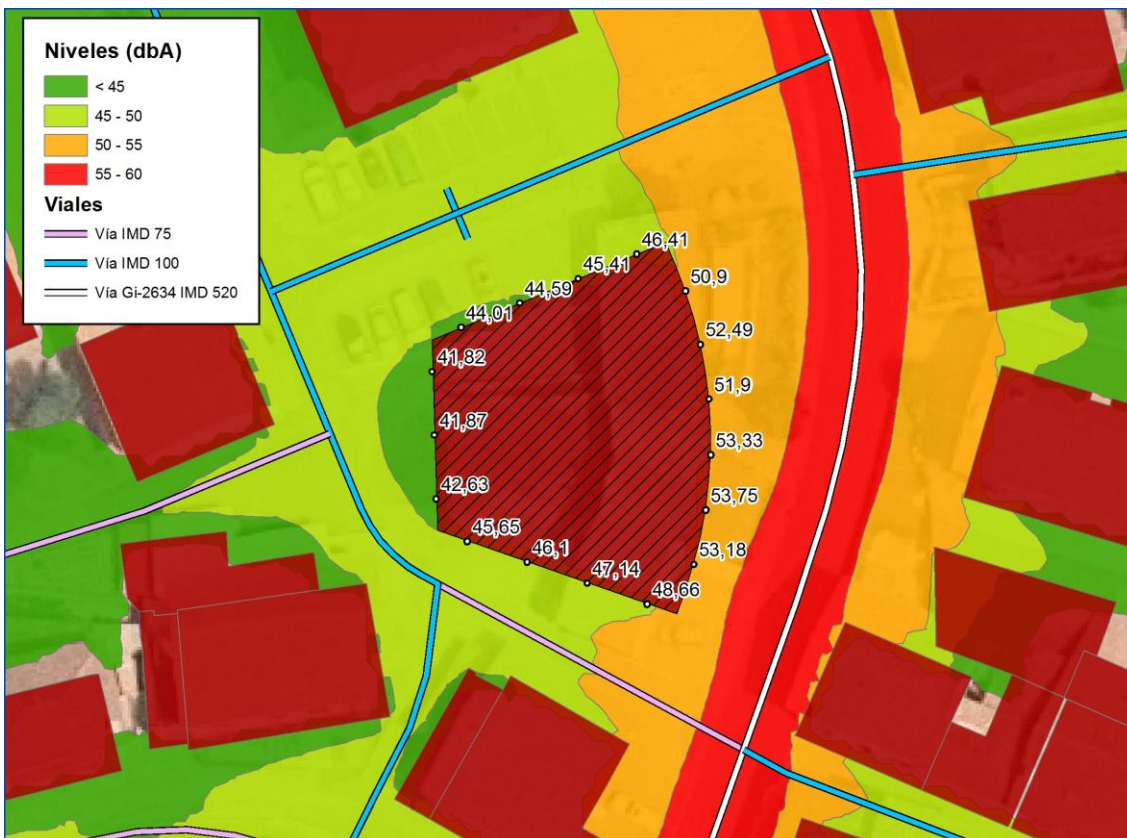 Niveles (dbA)
< 45
45 - 50
50 - 55
55 - 60
Viales
Vía IMD 75
Vía IMD 100
Vía Gi-2634 IMD 520
46,41
45,41
50,9
44,59
44,01
52,49
41,82
51,9
41,87
53,33
42,63
53,75
45,65
46,1
53,18
47,14
48,66